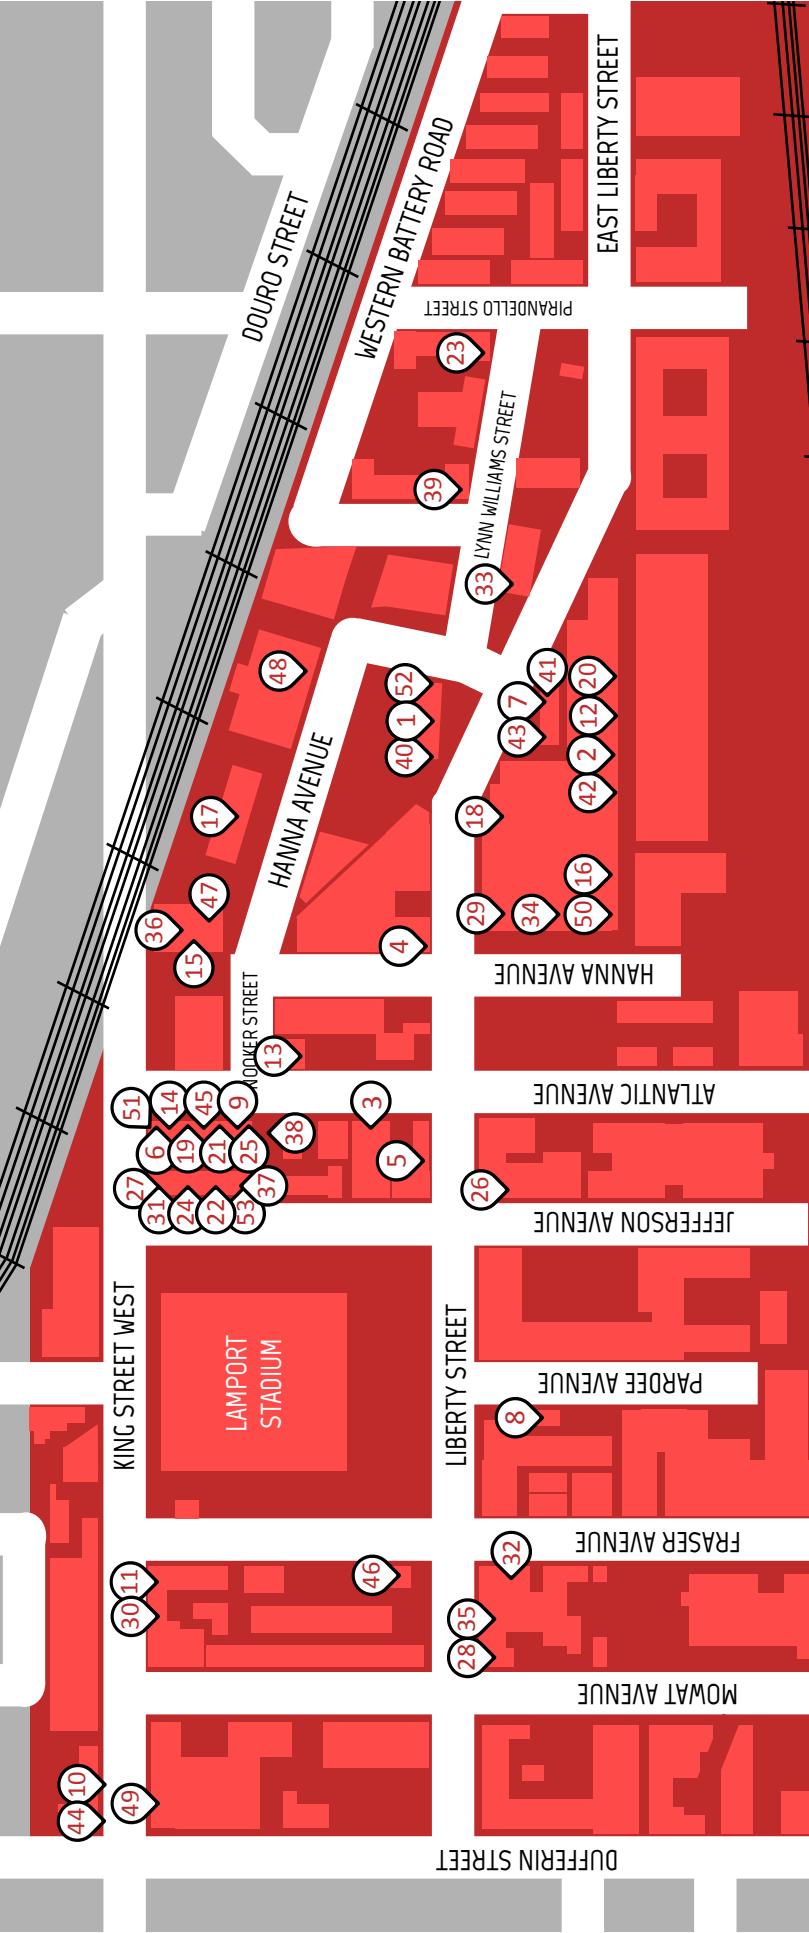 DOURO STREET
WESTERN BATTERY ROAD
EAST LIBERTY STREET
PIRANDELLO STREET
LYNN WILLIAMS STREET
HANNA AVENUE
NOOKER STREET
HANNA AVENUE
ATLANTIC AVENUE
JEFFERSON AVENUE
KING STREET WEST
LAMPORT
STADIUM
LIBERTY STREET
PARDEE AVENUE
FRASER AVENUE
MOWAT AVENUE
DUFFERIN STREET
23
39
33
48
52
1
40
41
7
43
20
12
2
42
17
18
47
36
15
29
34
16
50
4
13
51
14
45
9
3
6
19
21
25
38
5
27
31
24
22
53
37
26
8
32
11
30
46
35
28
10
44
49